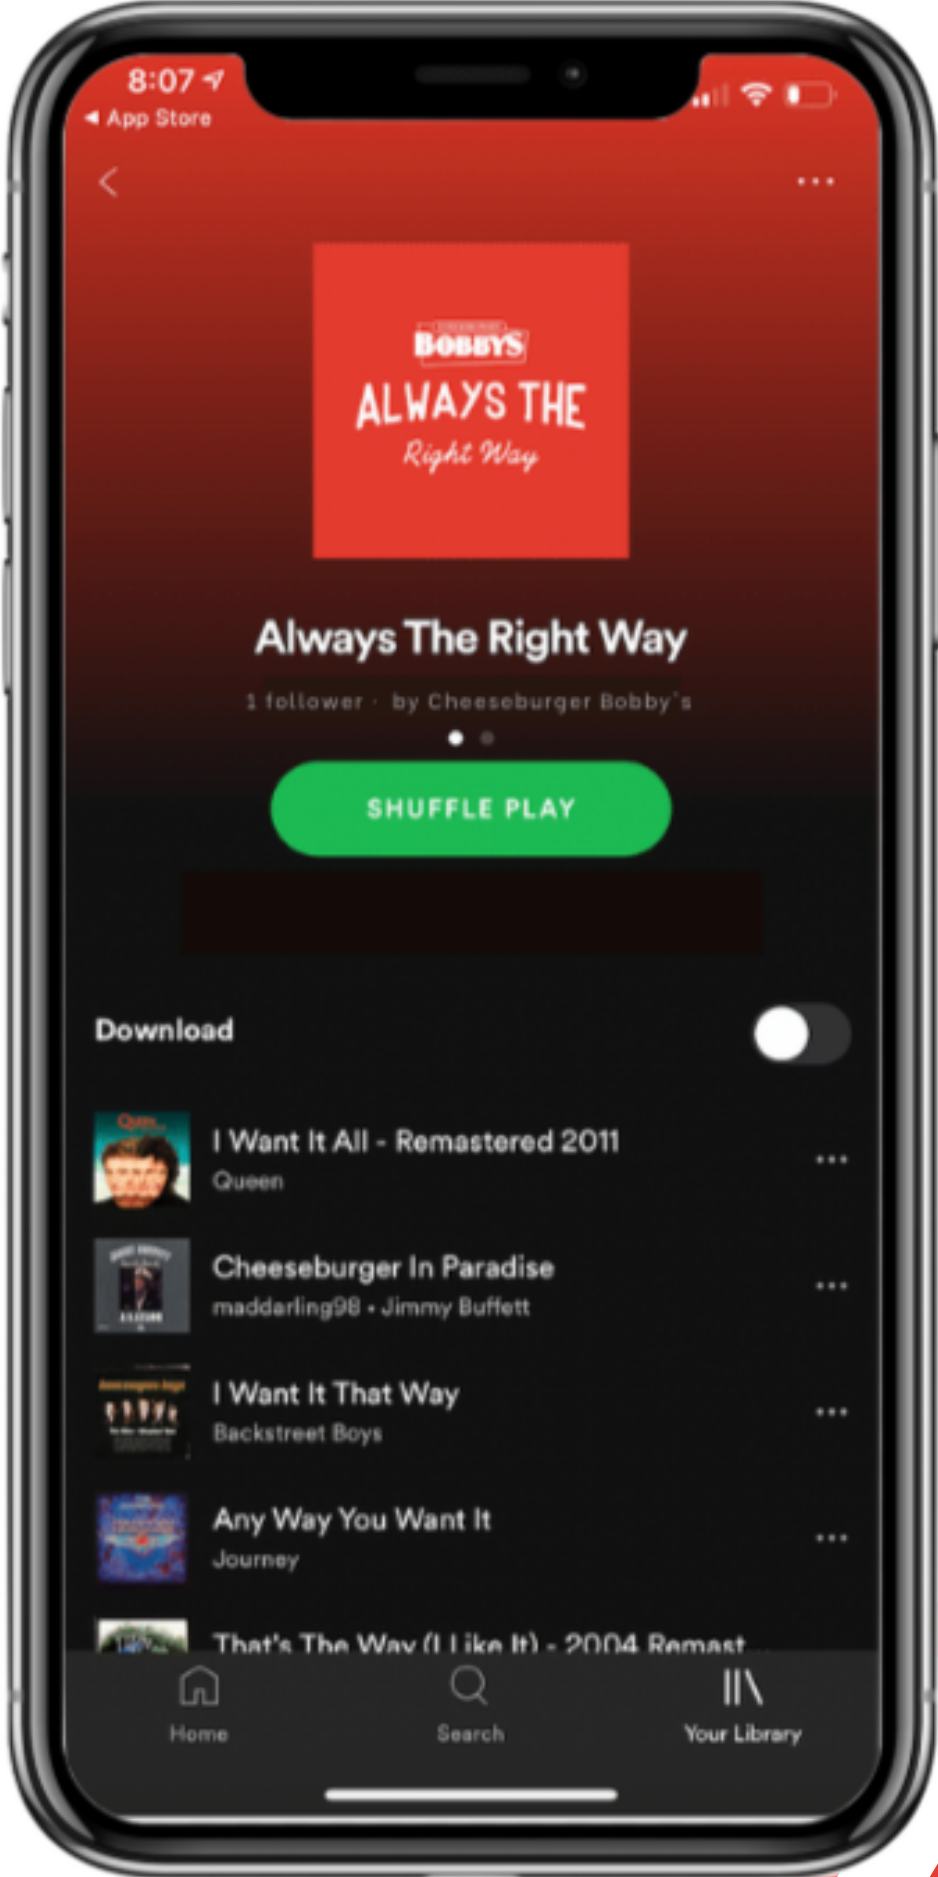 8:07
App Store
BOBBYS
ALWAYS THE
Right Way
Always The Right Way
1 follower · by Cheeseburger Bobby's
SHUFFLE PLAY
Download
I Want It All - Remastered 2011
Queen
Cheeseburger In Paradise
maddarling98 • Jimmy Buffett
I Want It That Way
Backstreet Boys
Any Way You Want It
Journey
That's The Way (I Like It) - 2004 Remast...
Home
Search
Your Library